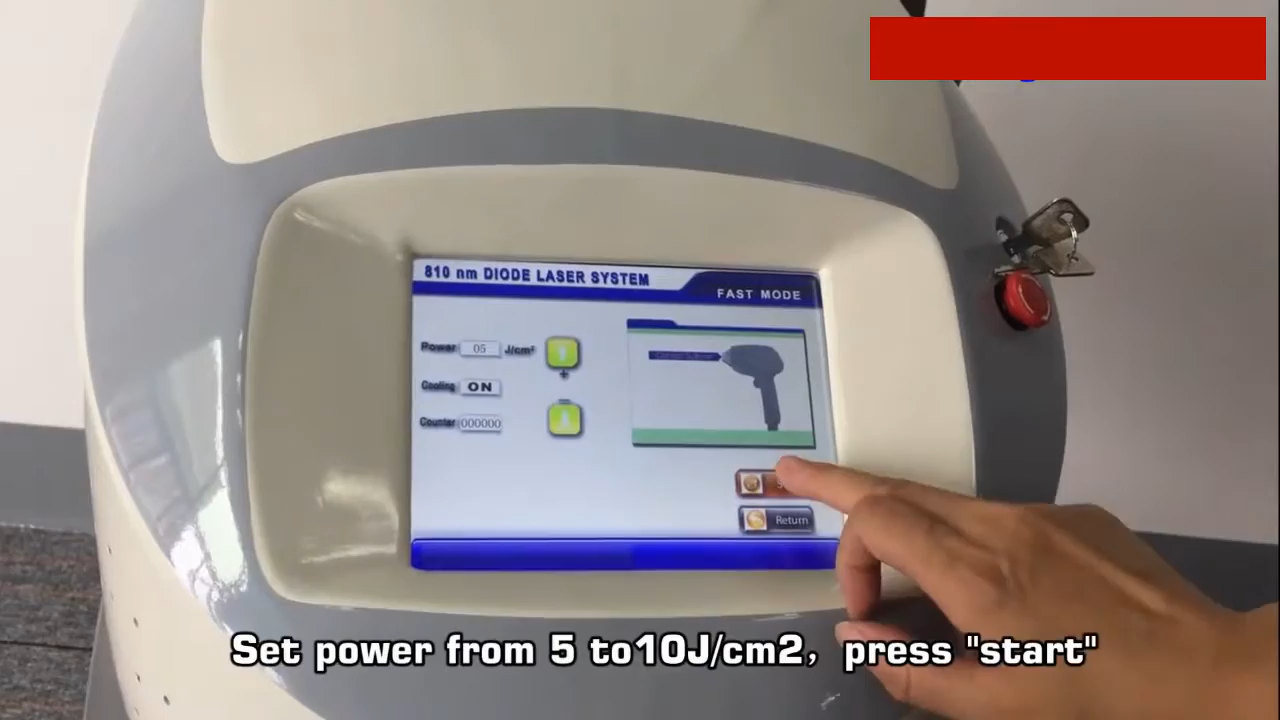 810 nm DIODE LASER SYSTEM
FAST MODE
Power 05 J/cm²
Cooling ON
Counter 000000
Return
Set power from 5 to10J/cm2, press "start"